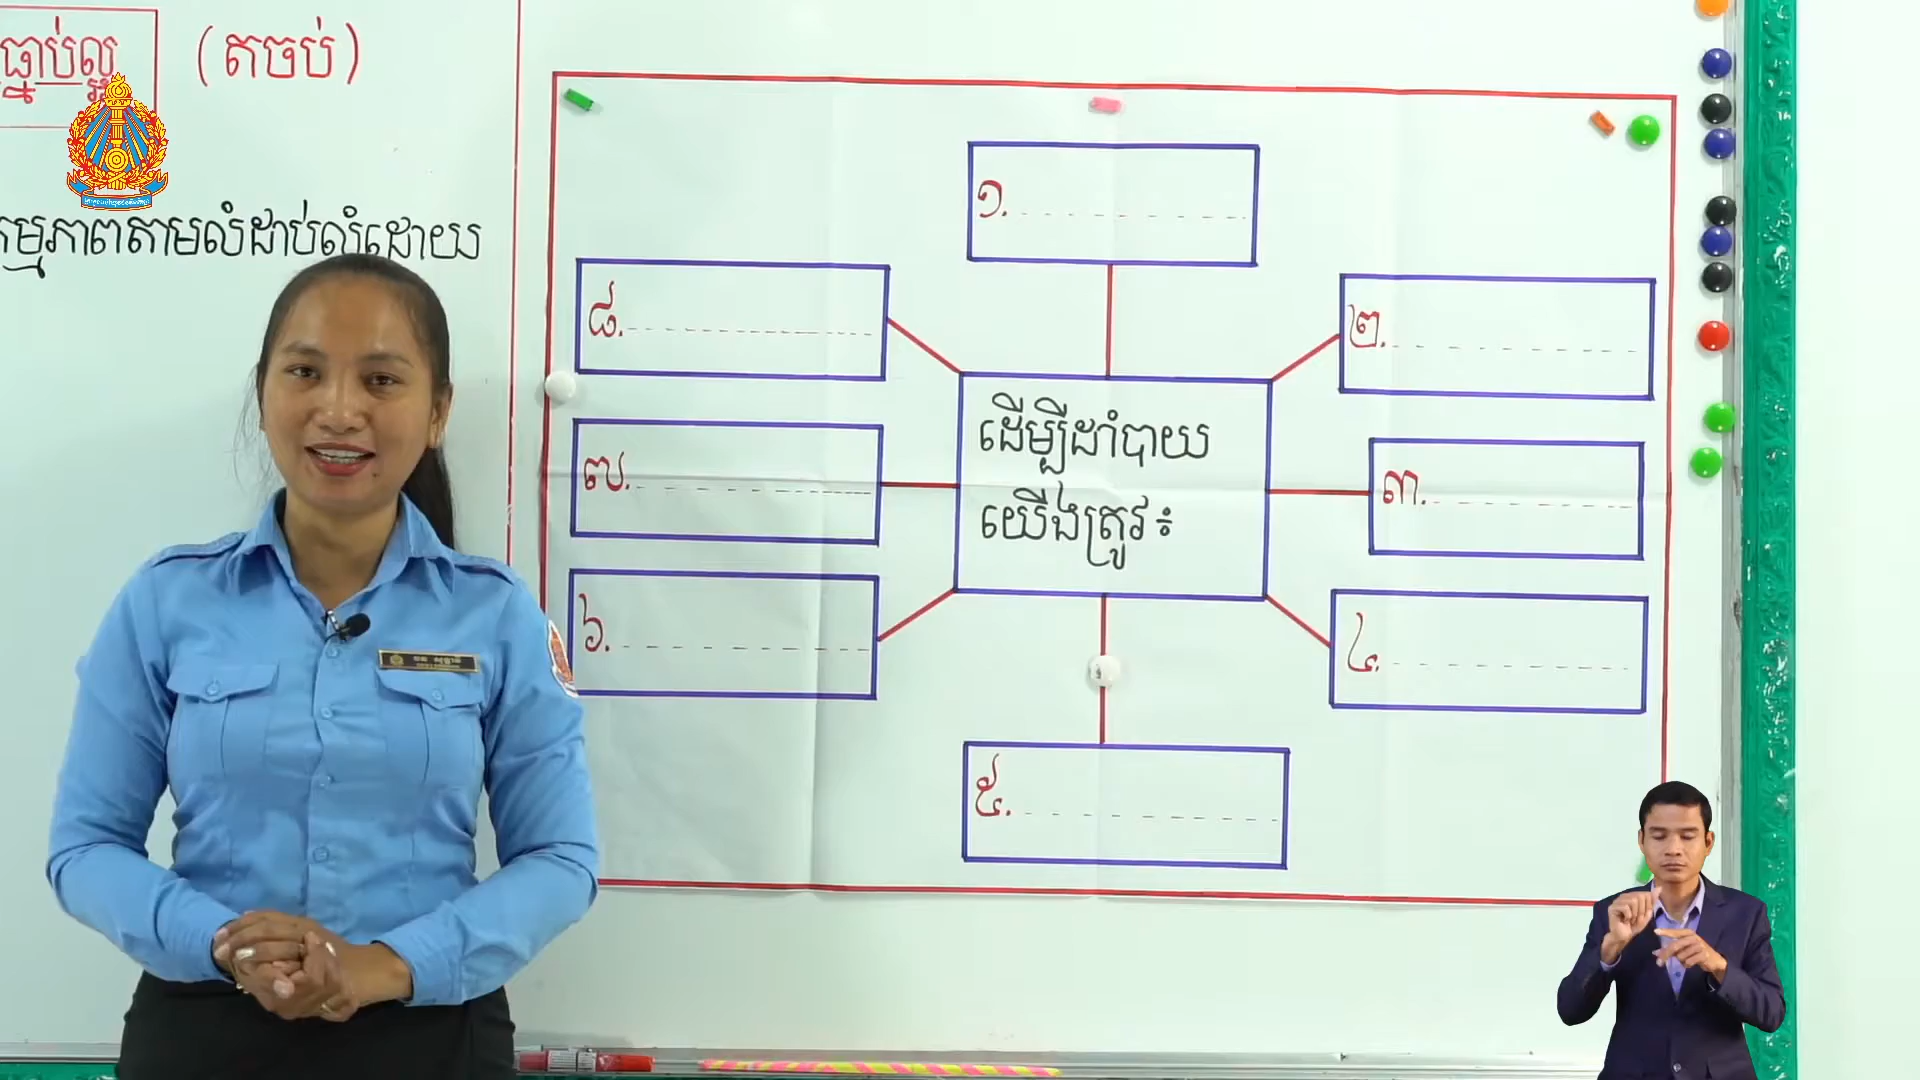 ធ្លាប់ល្អ (តចប់)
កម្មភាពតាមលំដាប់លំដោយ
១.
២.
៣.
៤.
៥.
៦.
៧.
៨.
ដើម្បីដាំបាយ
យើងត្រូវ៖